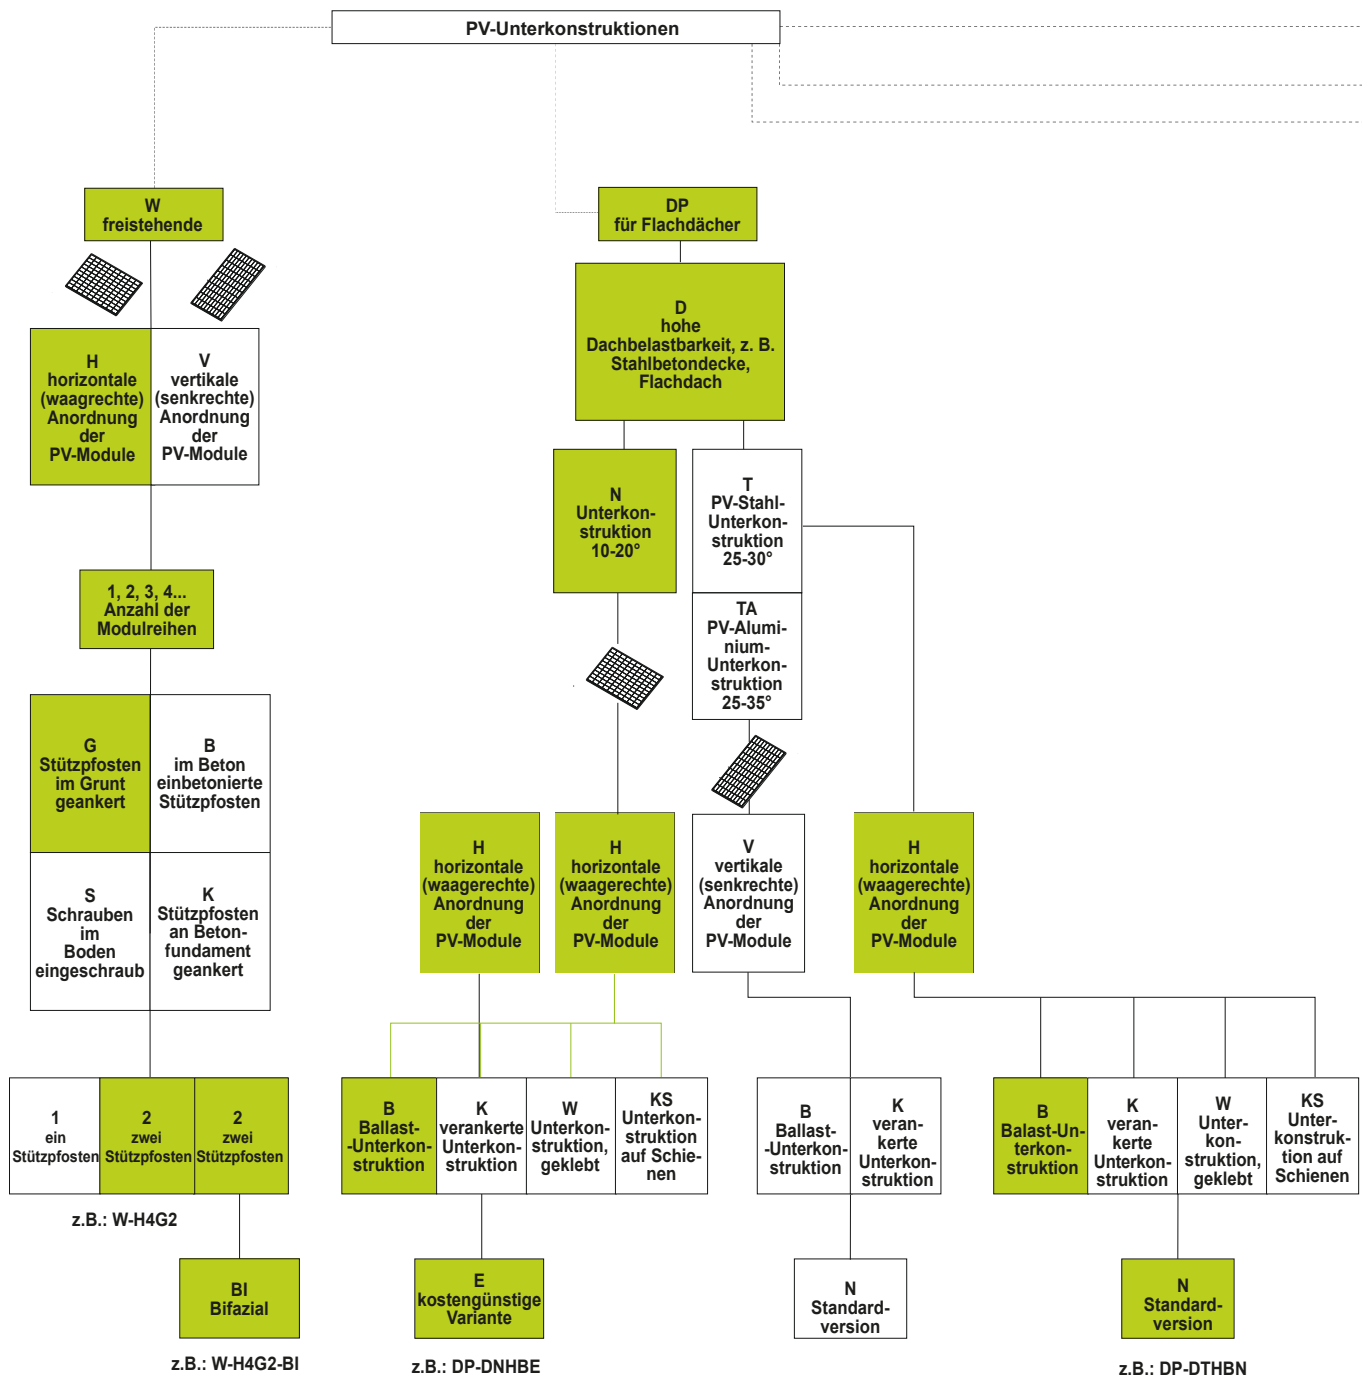 PV-Unterkonstruktionen
W
freistehende
DP
für Flachdächer
H
horizontale
(waagrechte)
Anordnung
der
PV-Module
V
vertikale
(senkrechte)
Anordnung
der
PV-Module
D
hohe
Dachbelastbarkeit, z. B.
Stahlbetondecke,
Flachdach
N
Unterkon-
struktion
10-20°
T
PV-Stahl-
Unterkon-
struktion
25-30°
1, 2, 3, 4...
Anzahl der
Modulreihen
TA
PV-Alumi-
nium-
Unterkon-
struktion
25-35°
G
Stützpfosten
im Grunt
geankert
B
im Beton
einbetonierte
Stützpfosten
S
Schrauben
im
Boden
eingeschraub
K
Stützpfosten
an Beton-
fundament
geankert
H
horizontale
(waagerechte)
Anordnung
der
PV-Module
H
horizontale
(waagerechte)
Anordnung
der
PV-Module
V
vertikale
(senkrechte)
Anordnung
der
PV-Module
H
horizontale
(waagerechte)
Anordnung
der
PV-Module
1
ein
Stützpfosten
2
zwei
Stützpfosten
2
zwei
Stützpfosten
B
Ballast-
-Unterkon-
struktion
K
verankerte
Unterkon-
struktion
W
Unterkon-
struktion,
geklebt
KS
Unterkon-
struktion
auf Schie-
nen
B
Ballast-
-Unterkon-
struktion
K
veran-
kerte
Unterkon-
struktion
B
Balast-Un-
terkon-
struktion
K
veran-
kerte
Unterkon-
struktion
W
Unter-
kon-
struktion,
geklebt
KS
Unter-
konstruk-
tion auf
Schienen
z.B.: W-H4G2
BI
Bifazial
E
kostengünstige
Variante
N
Standard-
version
N
Standard-
version
z.B.: W-H4G2-BI
z.B.: DP-DNHBE
z.B.: DP-DTHBN